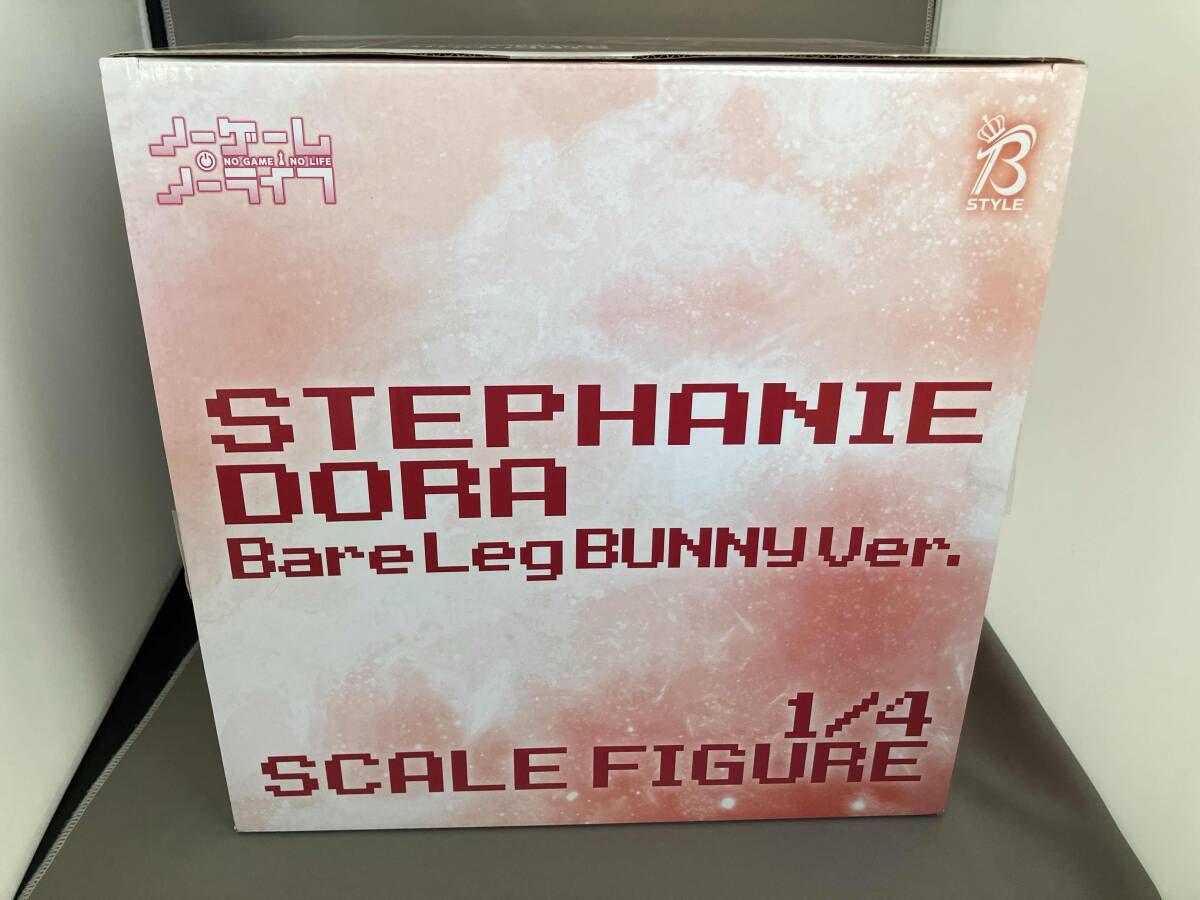 ノーゲーム
NO GAME NO LIFE
ノーライフ
B
STYLE
STEPHANIE
DORA
Bare Leg BUNNY Ver.
1/4
SCALE FIGURE